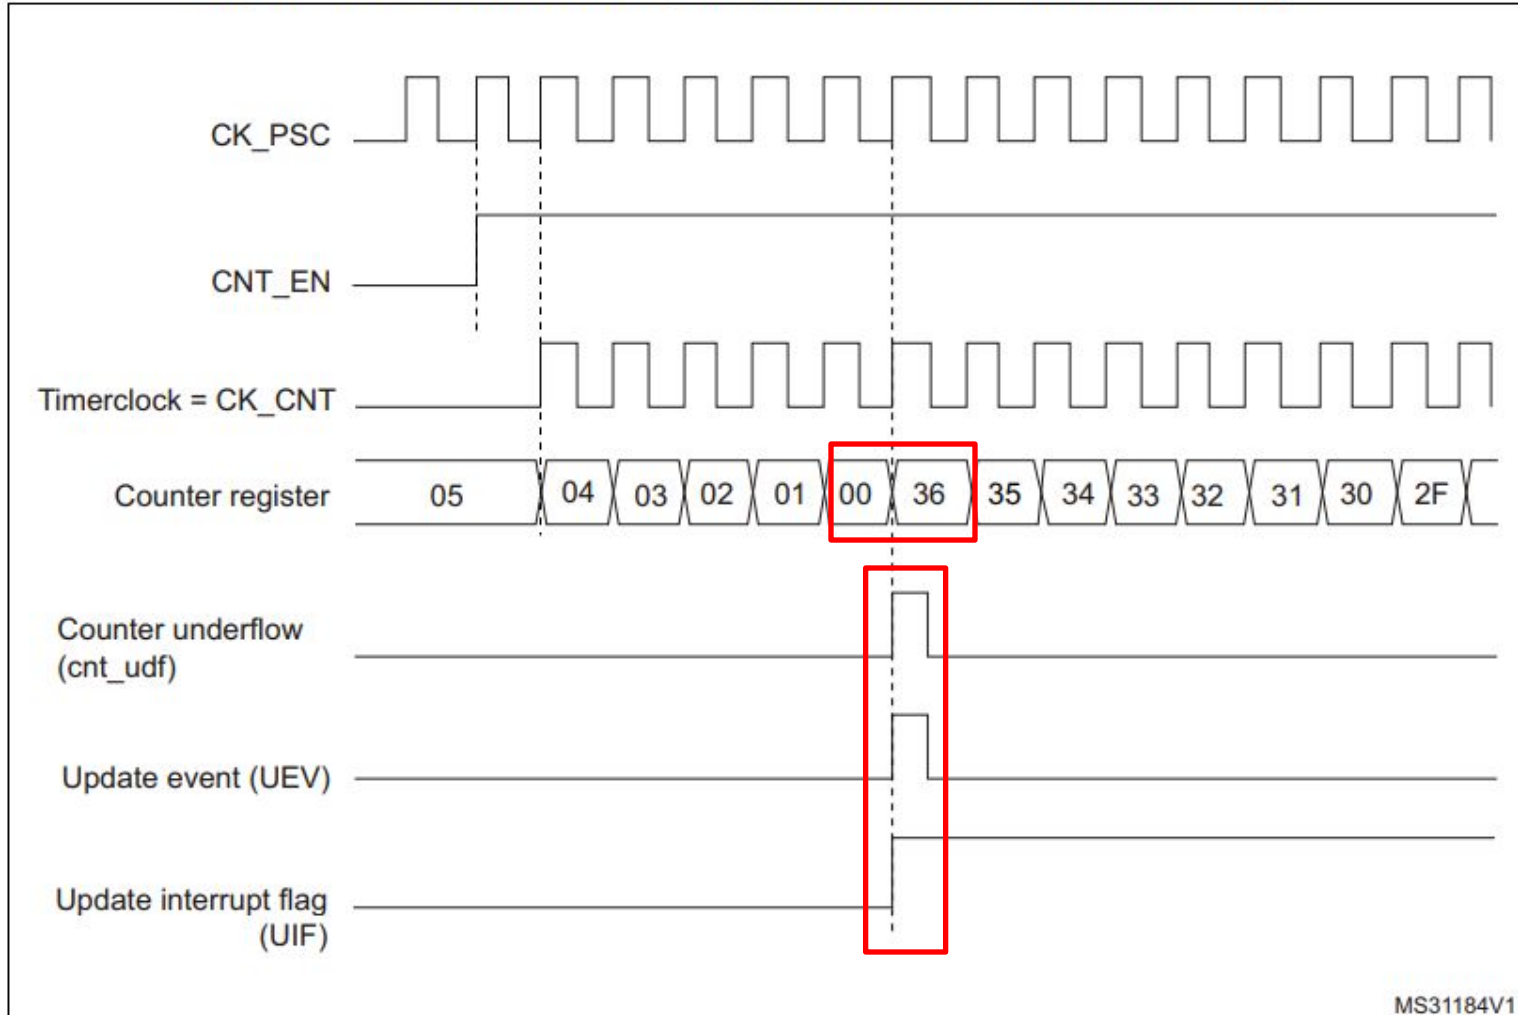 CK_PSC
CNT_EN
Timerclock = CK_CNT
Counter register 05 04 03 02 01 00 36 35 34 33 32 31 30 2F
Counter underflow
(cnt_udf)
Update event (UEV)
Update interrupt flag
(UIF)
MS31184V1